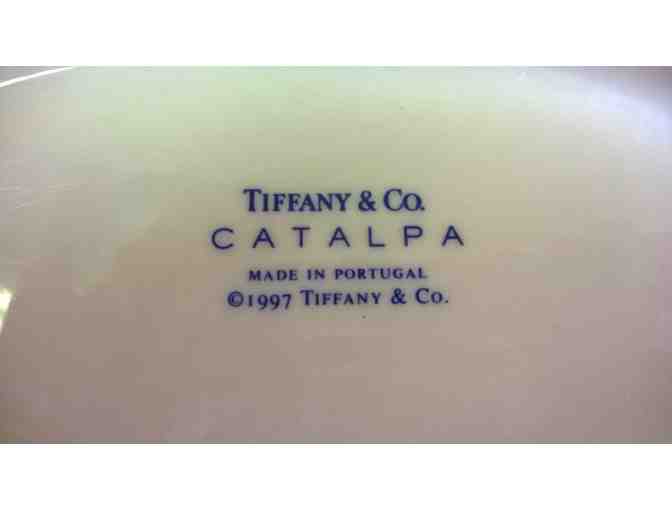 TIFFANY & CO.
CATALPA
MADE IN PORTUGAL
©1997 TIFFANY & CO.